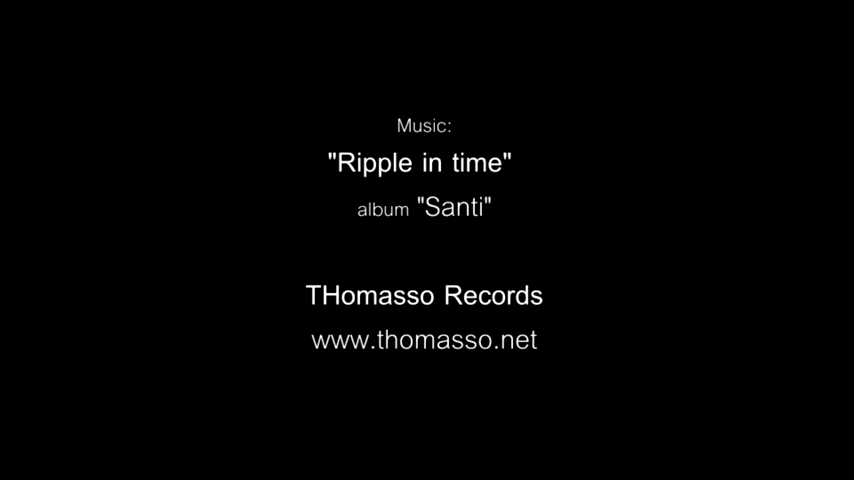 Music:
"Ripple in time"
album "Santi"
THomasso Records
www.thomasso.net